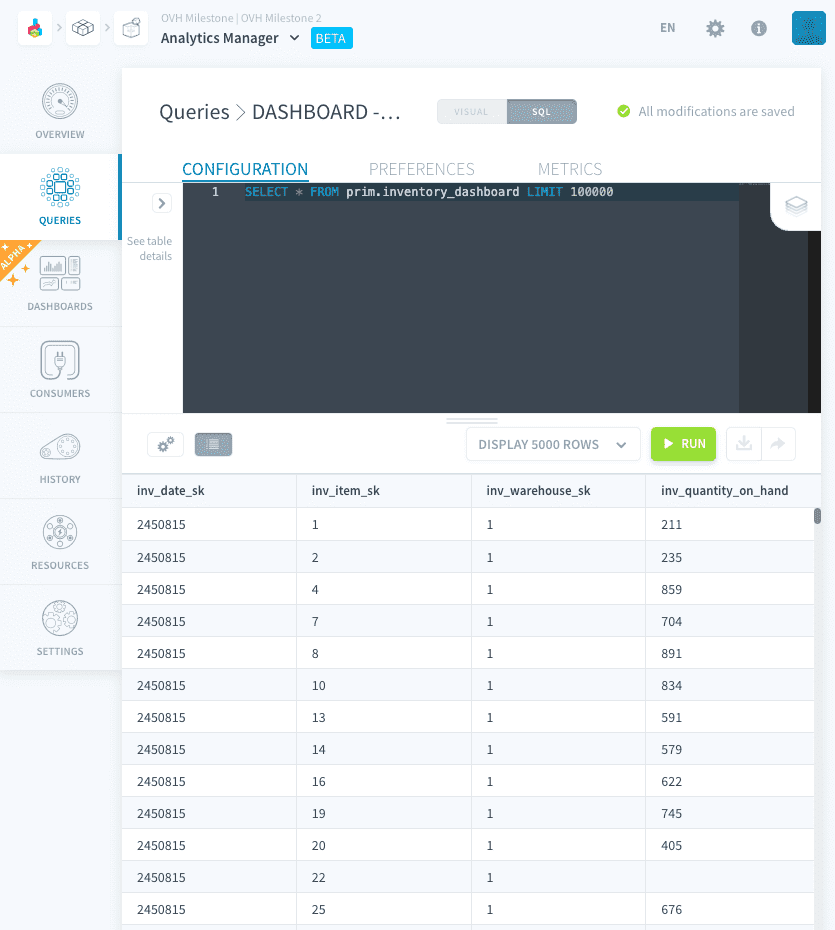 OVH Milestone | OVH Milestone 2
Analytics Manager BETA
EN
OVERVIEW
QUERIES
ALPHA
DASHBOARDS
CONSUMERS
HISTORY
RESOURCES
SETTINGS
Queries > DASHBOARD -...
VISUAL SQL
All modifications are saved
CONFIGURATION PREFERENCES METRICS
See table
details
1 SELECT * FROM prim.inventory_dashboard LIMIT 100000
DISPLAY 5000 ROWS RUN
inv_date_sk inv_item_sk inv_warehouse_sk inv_quantity_on_hand
2450815 1 1 211
2450815 2 1 235
2450815 4 1 859
2450815 7 1 704
2450815 8 1 891
2450815 10 1 834
2450815 13 1 591
2450815 14 1 579
2450815 16 1 622
2450815 19 1 745
2450815 20 1 405
2450815 22 1
2450815 25 1 676